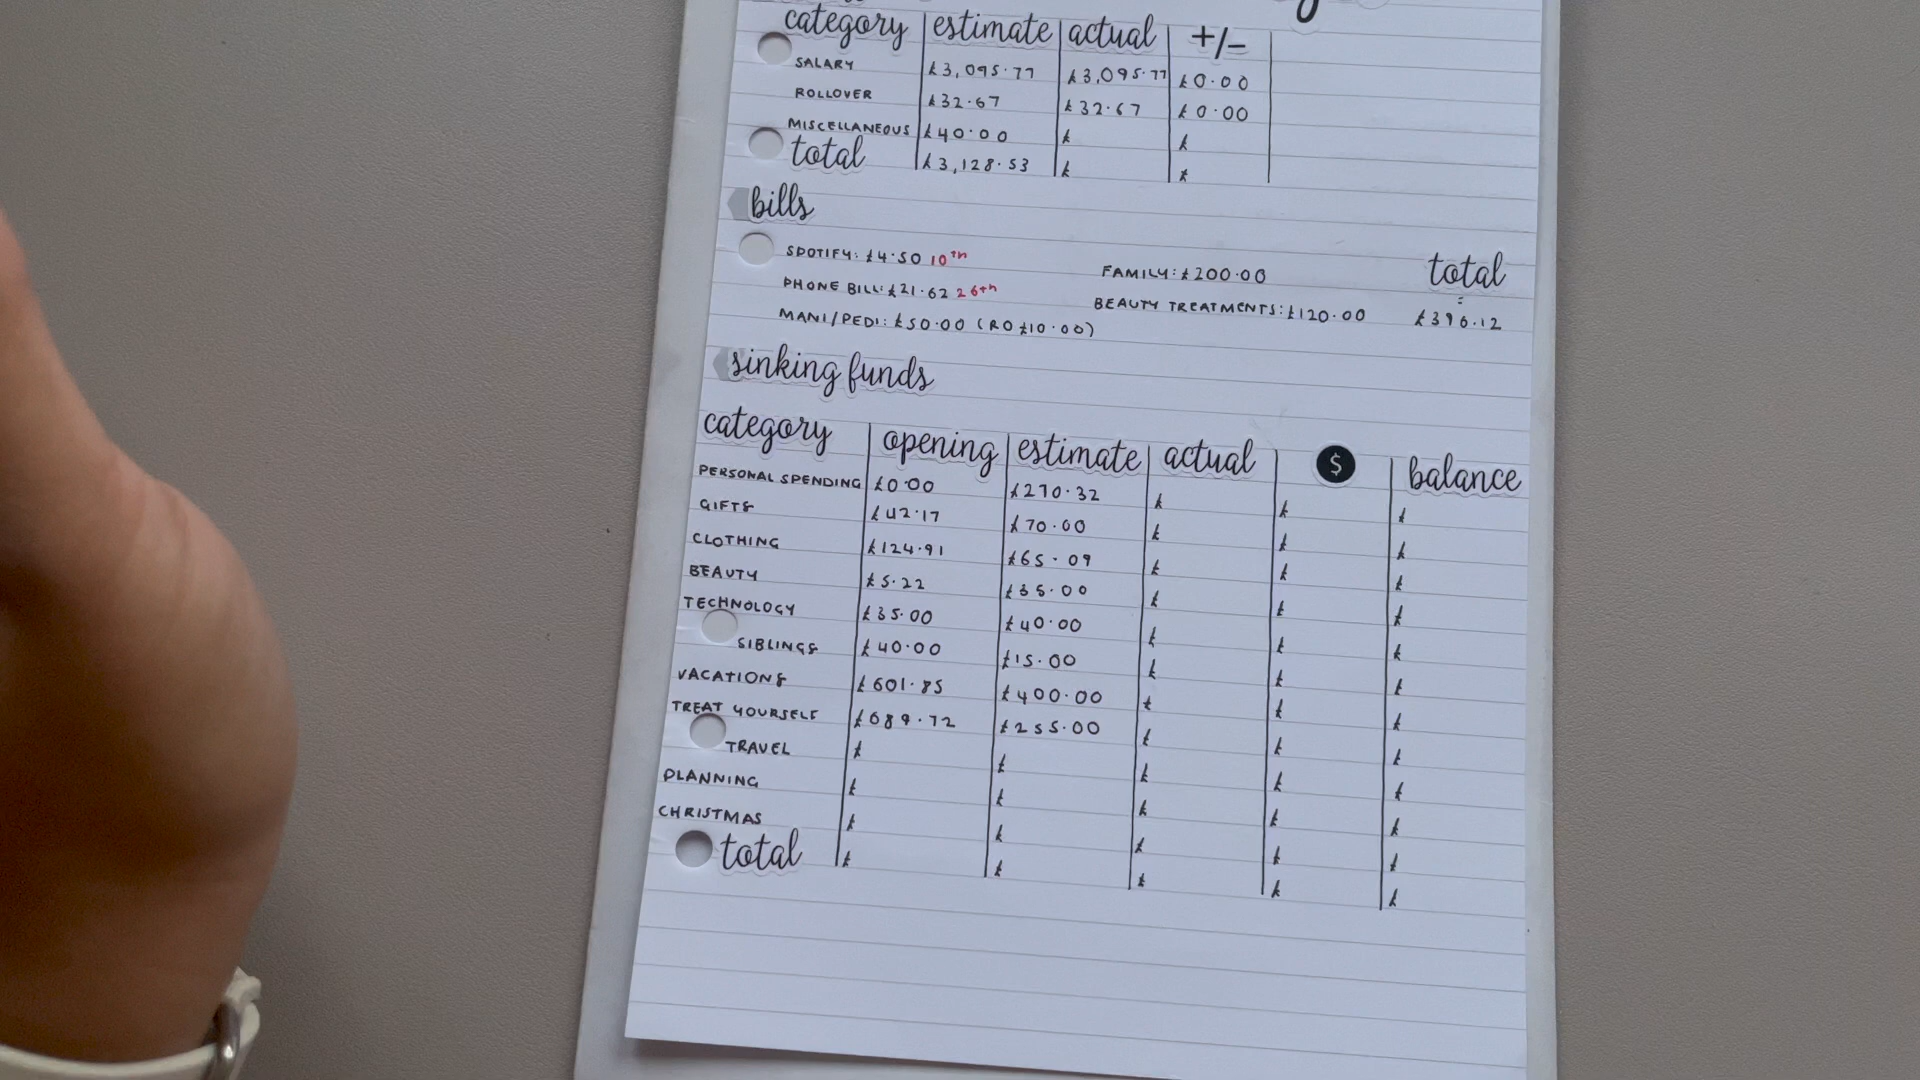 category estimate actual +/-
SALARY £3,095.77 £3,095.77 £0.00
ROLLOVER £32.67 £32.67 £0.00
MISCELLANEOUS £40.00 £ £
total £3,128.53 £ £
bills
SPOTIFY: £4.50 10th FAMILY: £200.00 total
PHONE BILL: £21.62 26th BEAUTY TREATMENTS: £120.00 : £396.12
MANI/PEDI: £50.00 (RO £10.00)
sinking funds
category opening estimate actual $ balance
PERSONAL SPENDING £0.00 £270.32 £ £ £
GIFTS £42.17 £70.00 £ £ £
CLOTHING £124.91 £65.09 £ £ £
BEAUTY £5.22 £35.00 £ £ £
TECHNOLOGY £35.00 £40.00 £ £ £
SIBLINGS £40.00 £15.00 £ £ £
VACATIONS £601.85 £400.00 £ £ £
TREAT YOURSELF £689.72 £255.00 £ £ £
TRAVEL £ £ £ £ £
PLANNING £ £ £ £ £
CHRISTMAS £ £ £ £ £
total £ £ £ £ £